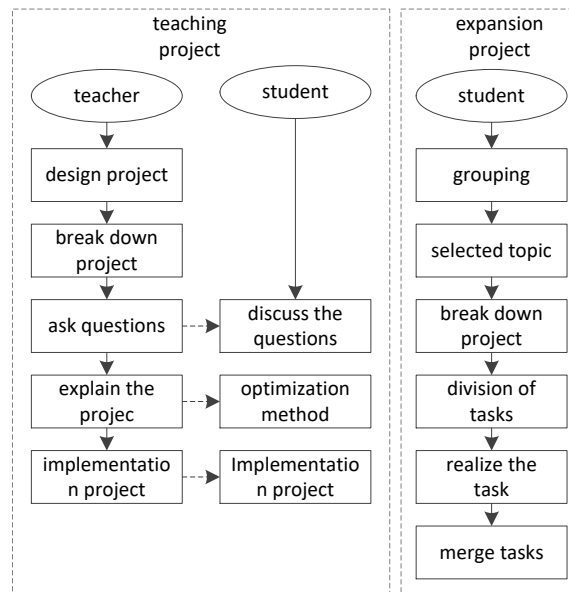 teaching
project
teacher
student
design project
break down
project
ask questions
discuss the
questions
explain the
projec
optimization
method
implementatio
n project
Implementatio
n project
expansion
project
student
grouping
selected topic
break down
project
division of
tasks
realize the
task
merge tasks